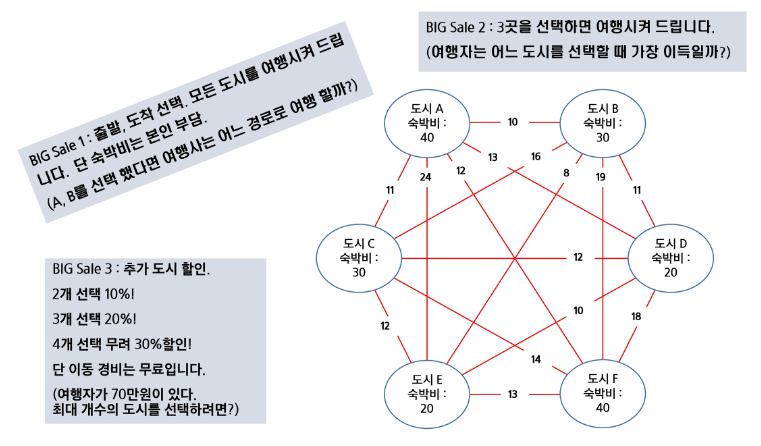 BIG Sale 1 : 출발, 도착 선택. 모든 도시를 여행시켜 드립
니다. 단 숙박비는 본인 부담.
(A, B를 선택 했다면 여행사는 어느 경로로 여행 할까?)
BIG Sale 2 : 3곳을 선택하면 여행시켜 드립니다.
(여행자는 어느 도시를 선택할 때 가장 이득일까?)
도시 A
숙박비 :
40
10
도시 B
숙박비 :
30
24
12
13
16
8
19
11
11
도시 C
숙박비 :
30
12
도시 D
숙박비 :
20
12
10
18
14
도시 E
숙박비 :
20
13
도시 F
숙박비 :
40
BIG Sale 3 : 추가 도시 할인.
2개 선택 10%!
3개 선택 20%!
4개 선택 무려 30%할인!
단 이동 경비는 무료입니다.
(여행자가 70만원이 있다.
최대 개수의 도시를 선택하려면?)